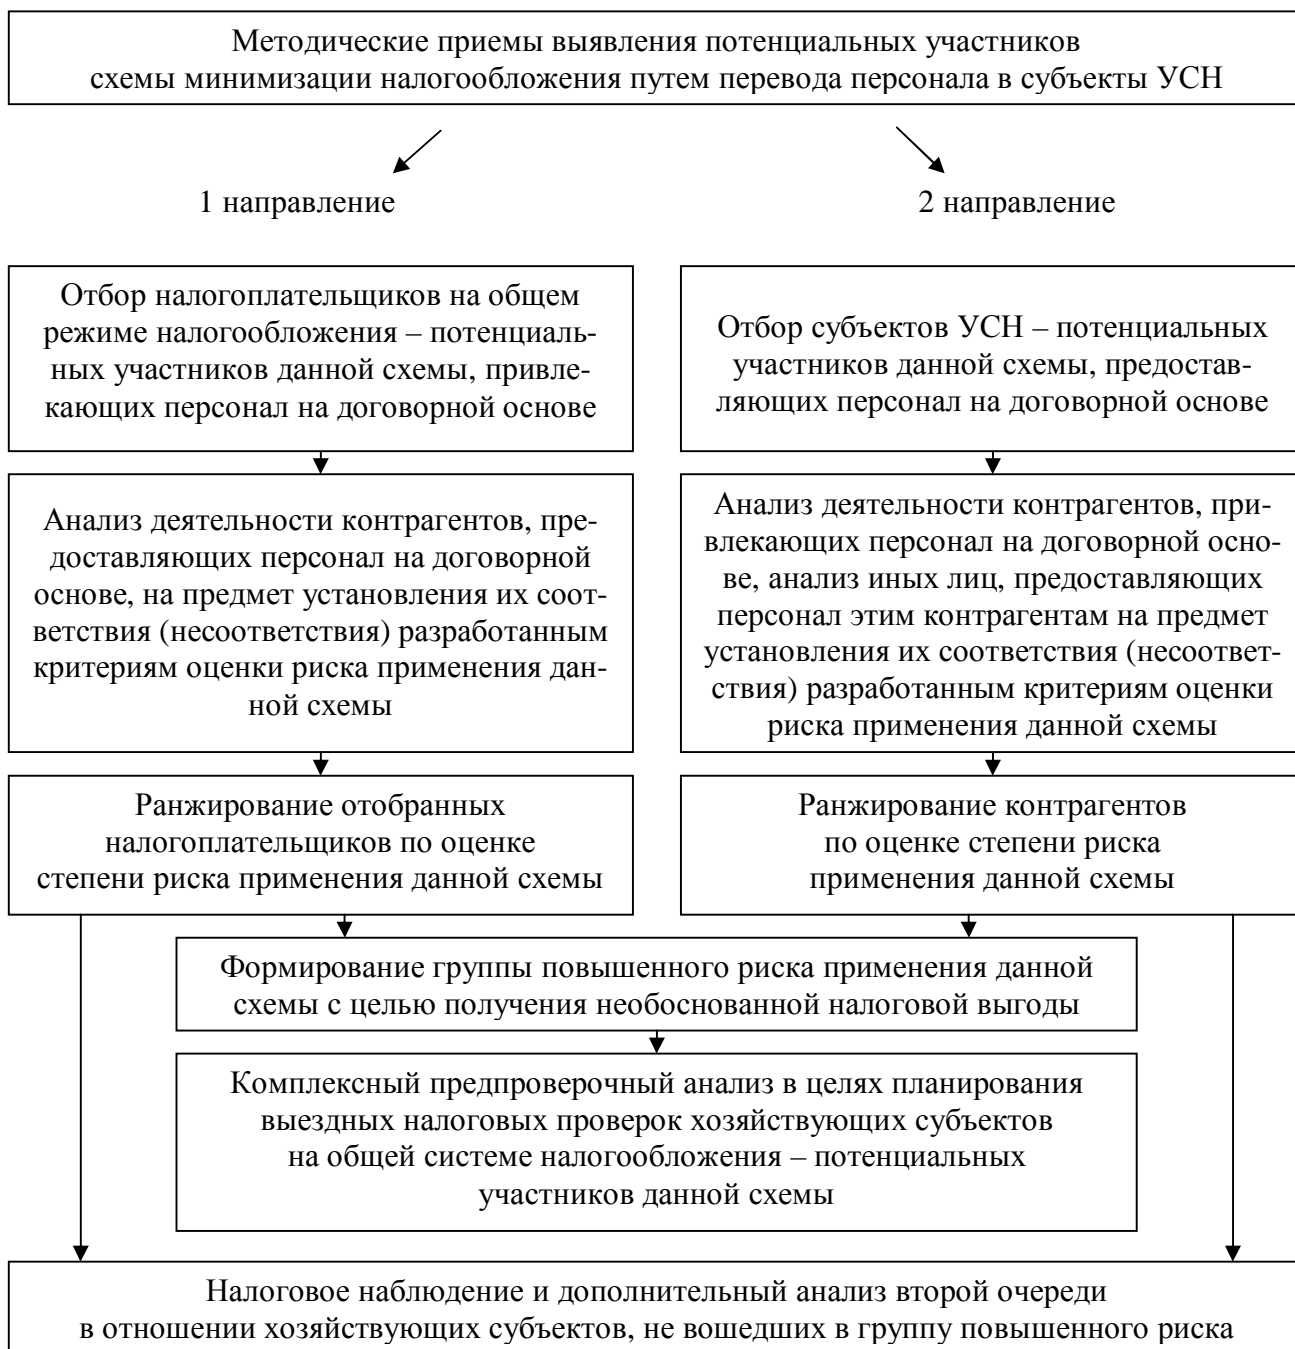 Методические приемы выявления потенциальных участников
схемы минимизации налогообложения путем перевода персонала в субъекты УСН
1 направление
2 направление
Отбор налогоплательщиков на общем
режиме налогообложения – потенциаль-
ных участников данной схемы, привле-
кающих персонал на договорной основе
Отбор субъектов УСН – потенциальных
участников данной схемы, предостав-
ляющих персонал на договорной основе
Анализ деятельности контрагентов, пре-
доставляющих персонал на договорной
основе, на предмет установления их соот-
ветствия (несоответствия) разработанным
критериям оценки риска применения дан-
ной схемы
Анализ деятельности контрагентов, при-
влекающих персонал на договорной осно-
ве, анализ иных лиц, предоставляющих
персонал этим контрагентам на предмет
установления их соответствия (несоответ-
ствия) разработанным критериям оценки
риска применения данной схемы
Ранжирование отобранных
налогоплательщиков по оценке
степени риска применения данной схемы
Ранжирование контрагентов
по оценке степени риска
применения данной схемы
Формирование группы повышенного риска применения данной
схемы с целью получения необоснованной налоговой выгоды
Комплексный предпроверочный анализ в целях планирования
выездных налоговых проверок хозяйствующих субъектов
на общей системе налогообложения – потенциальных
участников данной схемы
Налоговое наблюдение и дополнительный анализ второй очереди
в отношении хозяйствующих субъектов, не вошедших в группу повышенного риска